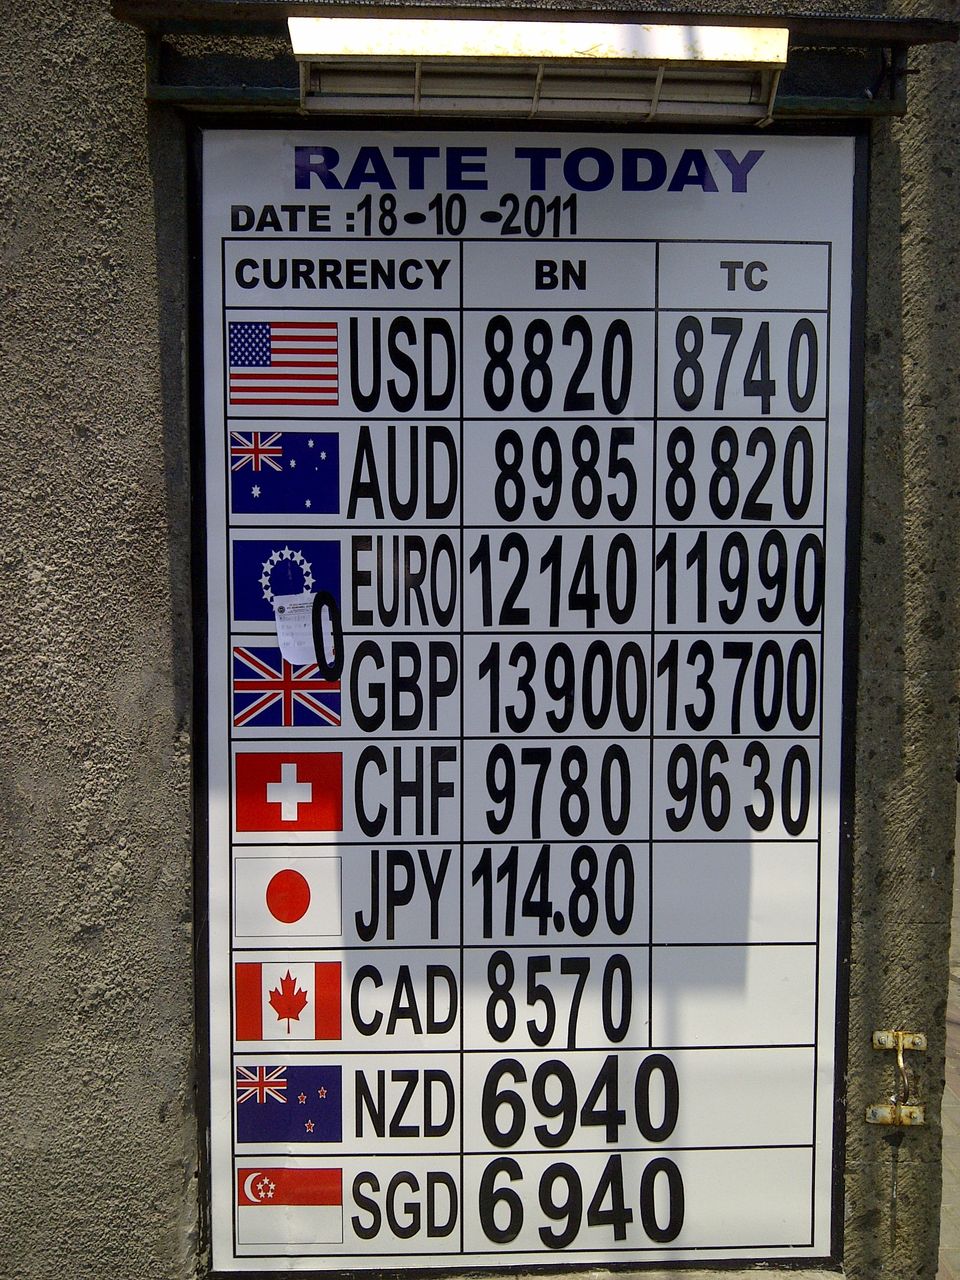 RATE TODAY
DATE : 18-10-2011
CURRENCY BN TC
USD 8820 8740
AUD 8985 8820
EURO 12140 11990
0
GBP 13900 13700
CHF 9780 9630
JPY 114.80
CAD 8570
NZD 6940
SGD 6940